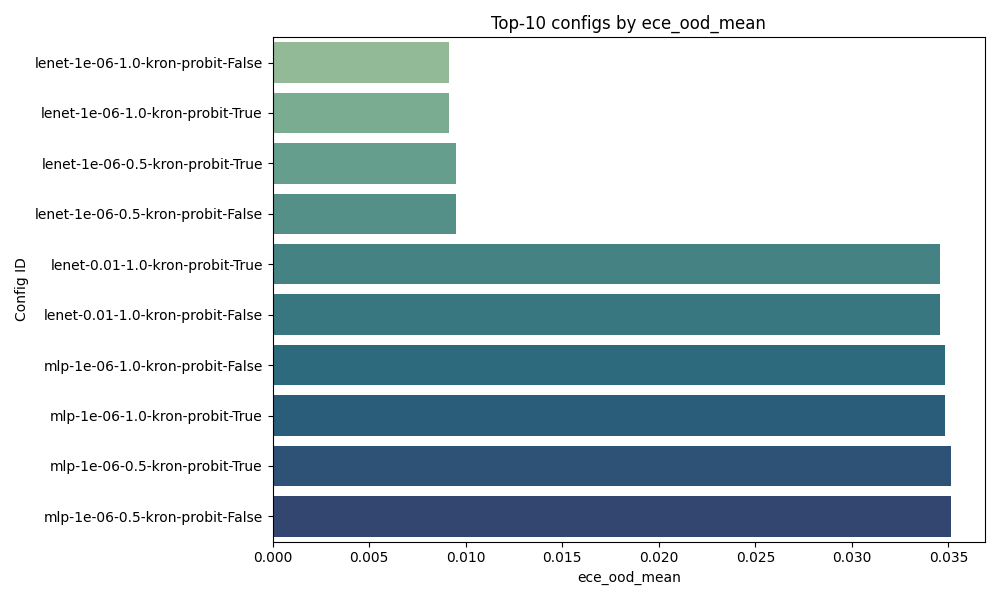 Top-10 configs by ece_ood_mean
Config ID
lenet-1e-06-1.0-kron-probit-False
lenet-1e-06-1.0-kron-probit-True
lenet-1e-06-0.5-kron-probit-True
lenet-1e-06-0.5-kron-probit-False
lenet-0.01-1.0-kron-probit-True
lenet-0.01-1.0-kron-probit-False
mlp-1e-06-1.0-kron-probit-False
mlp-1e-06-1.0-kron-probit-True
mlp-1e-06-0.5-kron-probit-True
mlp-1e-06-0.5-kron-probit-False
0.000 0.005 0.010 0.015 0.020 0.025 0.030 0.035
ece_ood_mean